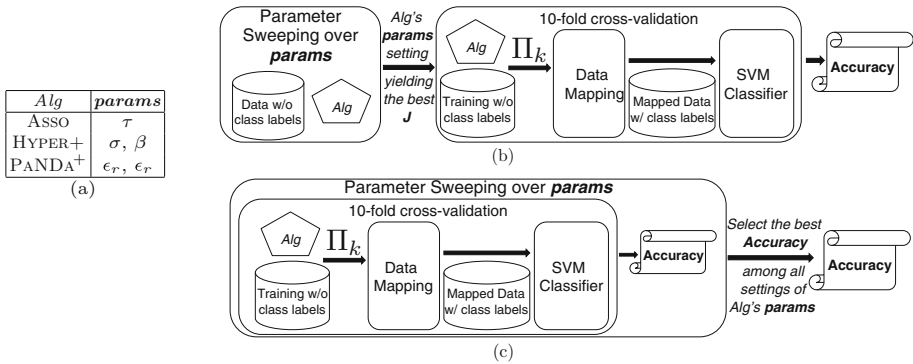 Alg params
ASSO τ
HYPER+ σ, β
PANDA+ ϵr, ϵr
(a)
Parameter
Sweeping over
params
Data w/o
class labels
Alg
Alg's
params
setting
yielding
the best
J
10-fold cross-validation
Alg
Training w/o
class labels
Πk
Data
Mapping
Mapped Data
w/ class labels
SVM
Classifier
Accuracy
(b)
Parameter Sweeping over params
10-fold cross-validation
Alg
Training w/o
class labels
Πk
Data
Mapping
Mapped Data
w/ class labels
SVM
Classifier
Accuracy
Select the best
Accuracy
among all
settings of
Alg's params
Accuracy
(c)